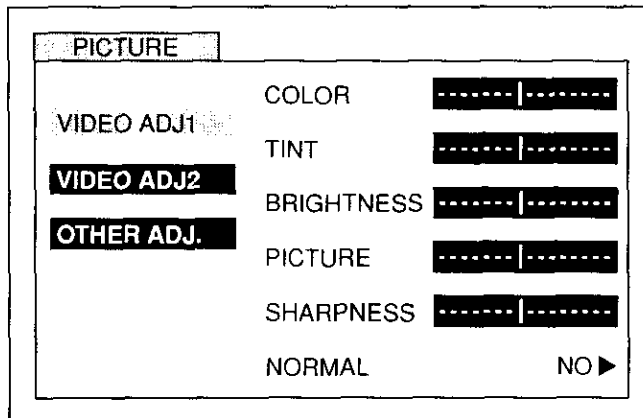 PICTURE
VIDEO ADJ1
VIDEO ADJ2
OTHER ADJ.
COLOR
TINT
BRIGHTNESS
PICTURE
SHARPNESS
NORMAL NO ▶